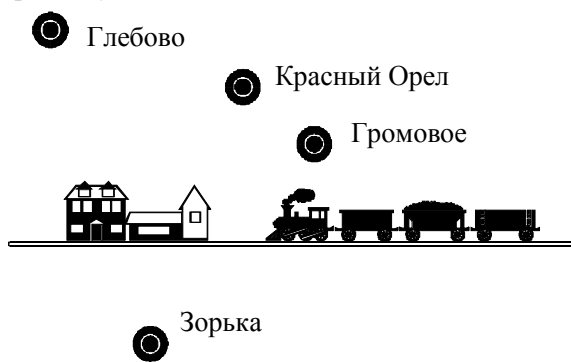 Глебово
Красный Орел
Громовое
Зорька